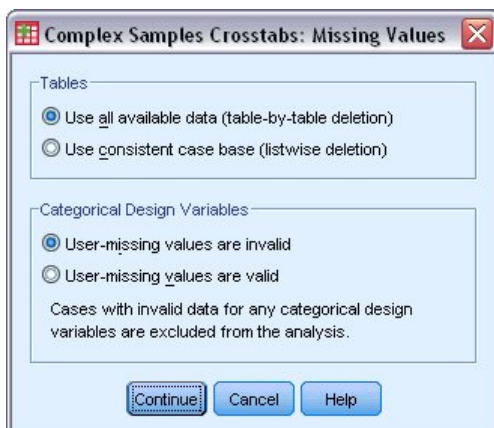 Complex Samples Crosstabs: Missing Values
Tables
Use all available data (table-by-table deletion)
Use consistent case base (listwise deletion)
Categorical Design Variables
User-missing values are invalid
User-missing values are valid
Cases with invalid data for any categorical design
variables are excluded from the analysis.
Continue
Cancel
Help